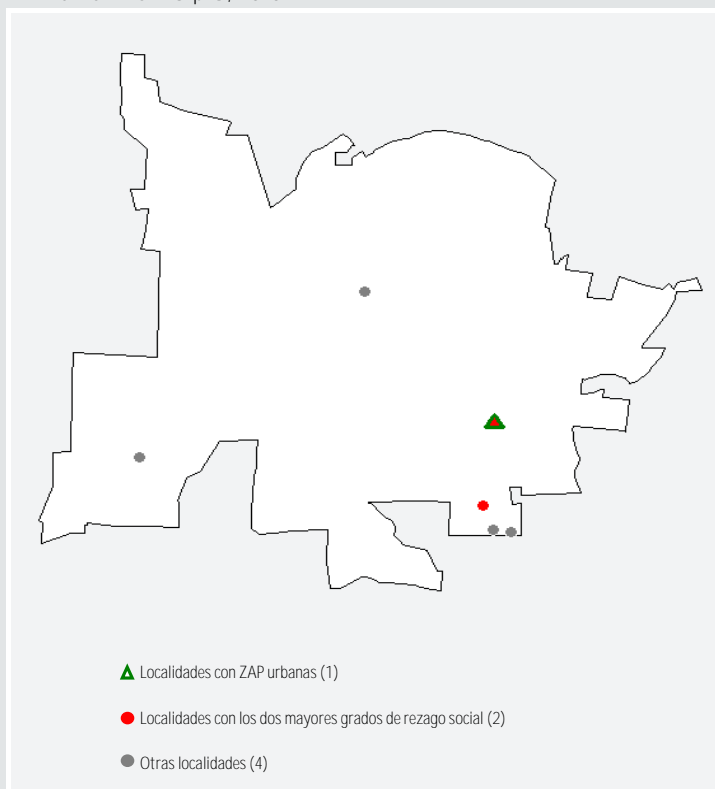 Localidades con ZAP urbanas (1)
Localidades con los dos mayores grados de rezago social (2)
Otras localidades (4)